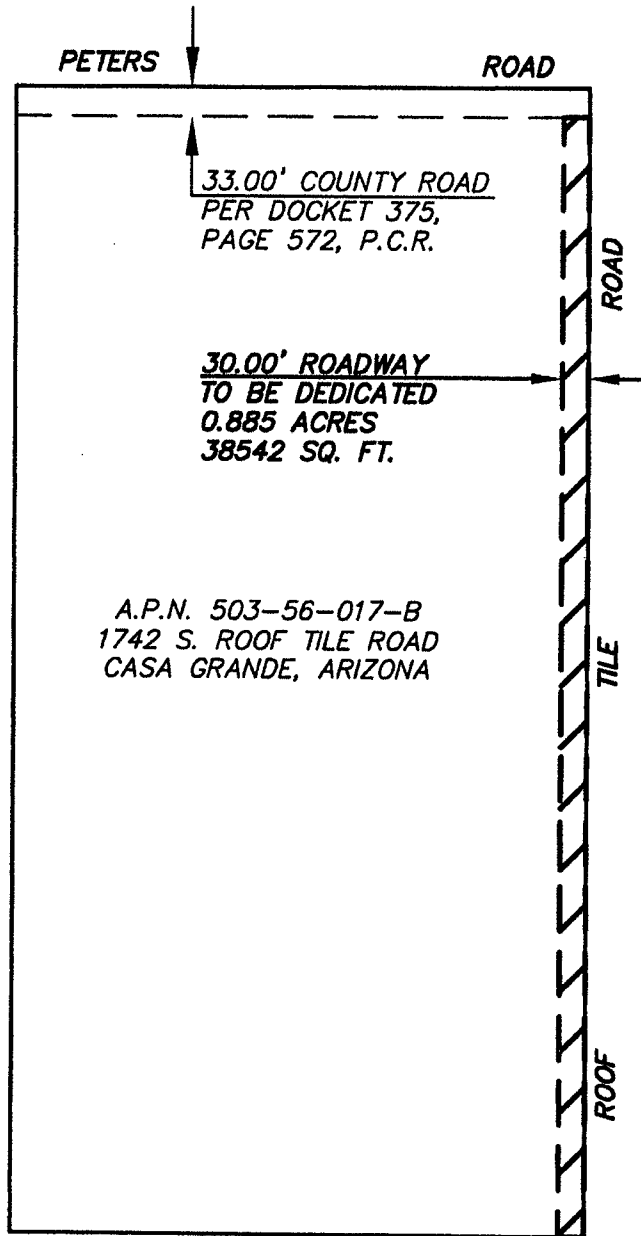 PETERS ROAD
33.00' COUNTY ROAD
PER DOCKET 375,
PAGE 572, P.C.R.
ROAD
30.00' ROADWAY
TO BE DEDICATED
0.885 ACRES
38542 SQ. FT.
A.P.N. 503-56-017-B
1742 S. ROOF TILE ROAD
CASA GRANDE, ARIZONA
TILE
ROOF